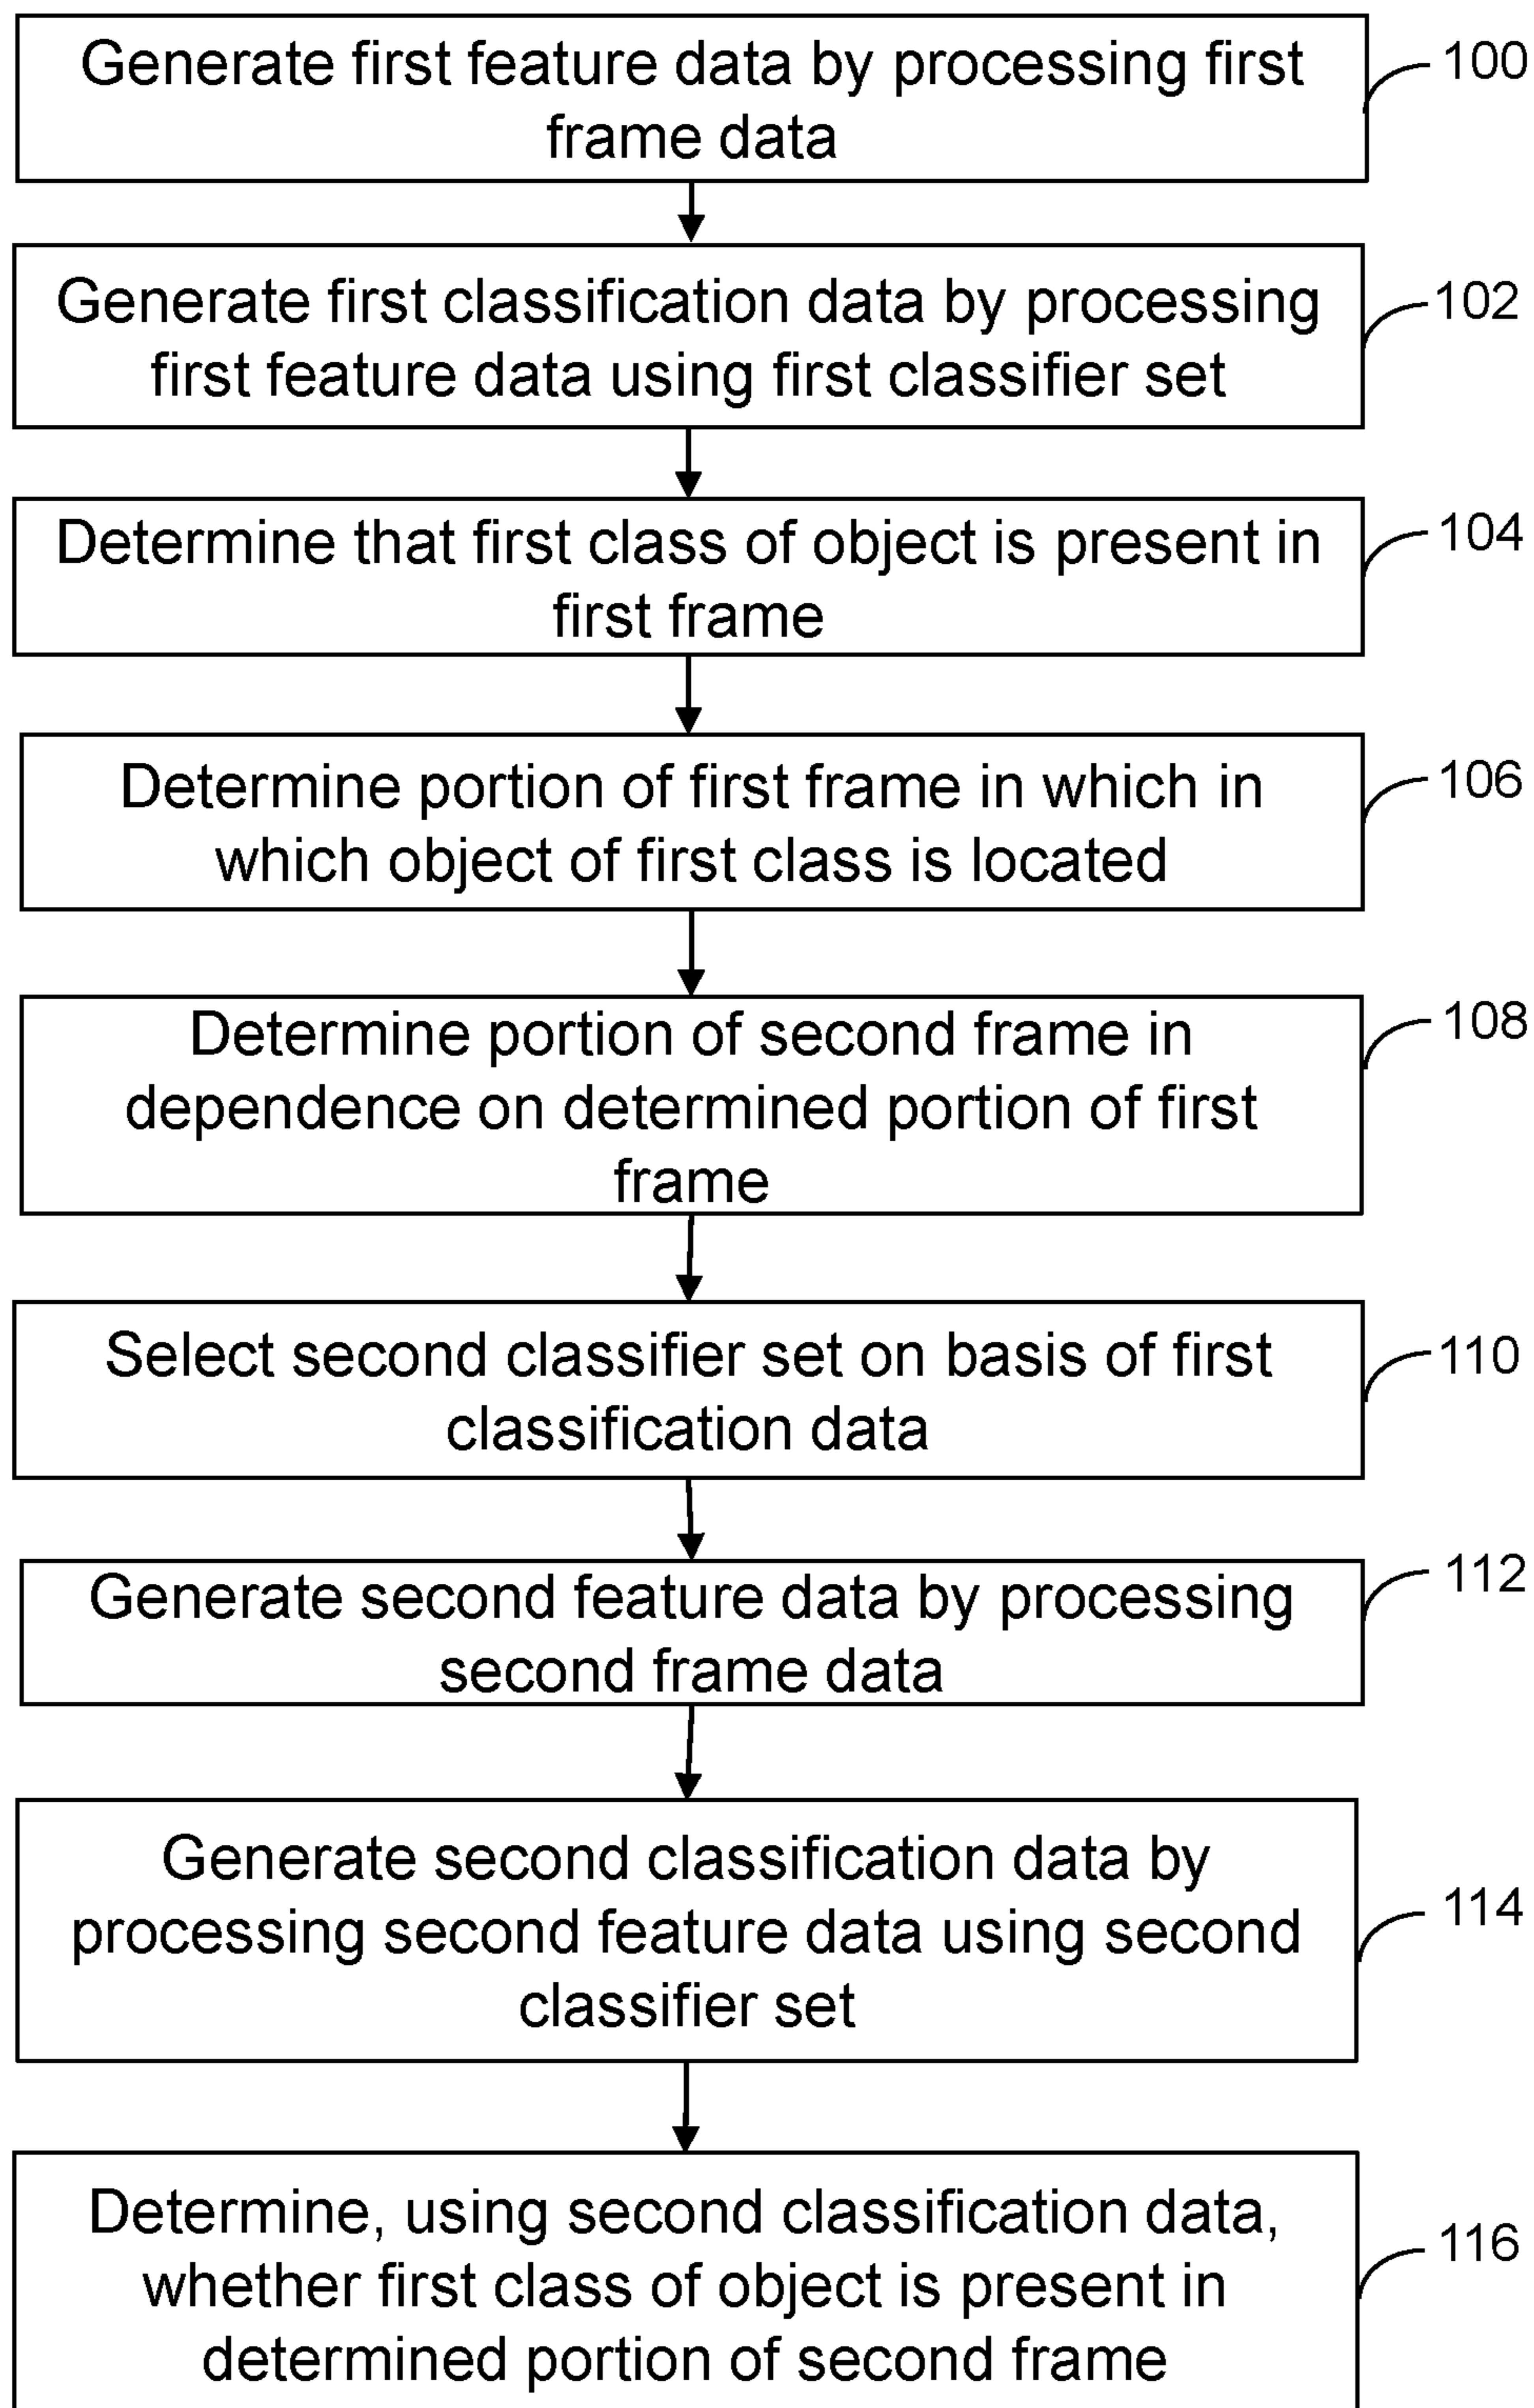 Generate first feature data by processing first
frame data
100
Generate first classification data by processing
first feature data using first classifier set
102
Determine that first class of object is present in
first frame
104
Determine portion of first frame in which in
which object of first class is located
106
Determine portion of second frame in
dependence on determined portion of first
frame
108
Select second classifier set on basis of first
classification data
110
Generate second feature data by processing
second frame data
112
Generate second classification data by
processing second feature data using second
classifier set
114
Determine, using second classification data,
whether first class of object is present in
determined portion of second frame
116